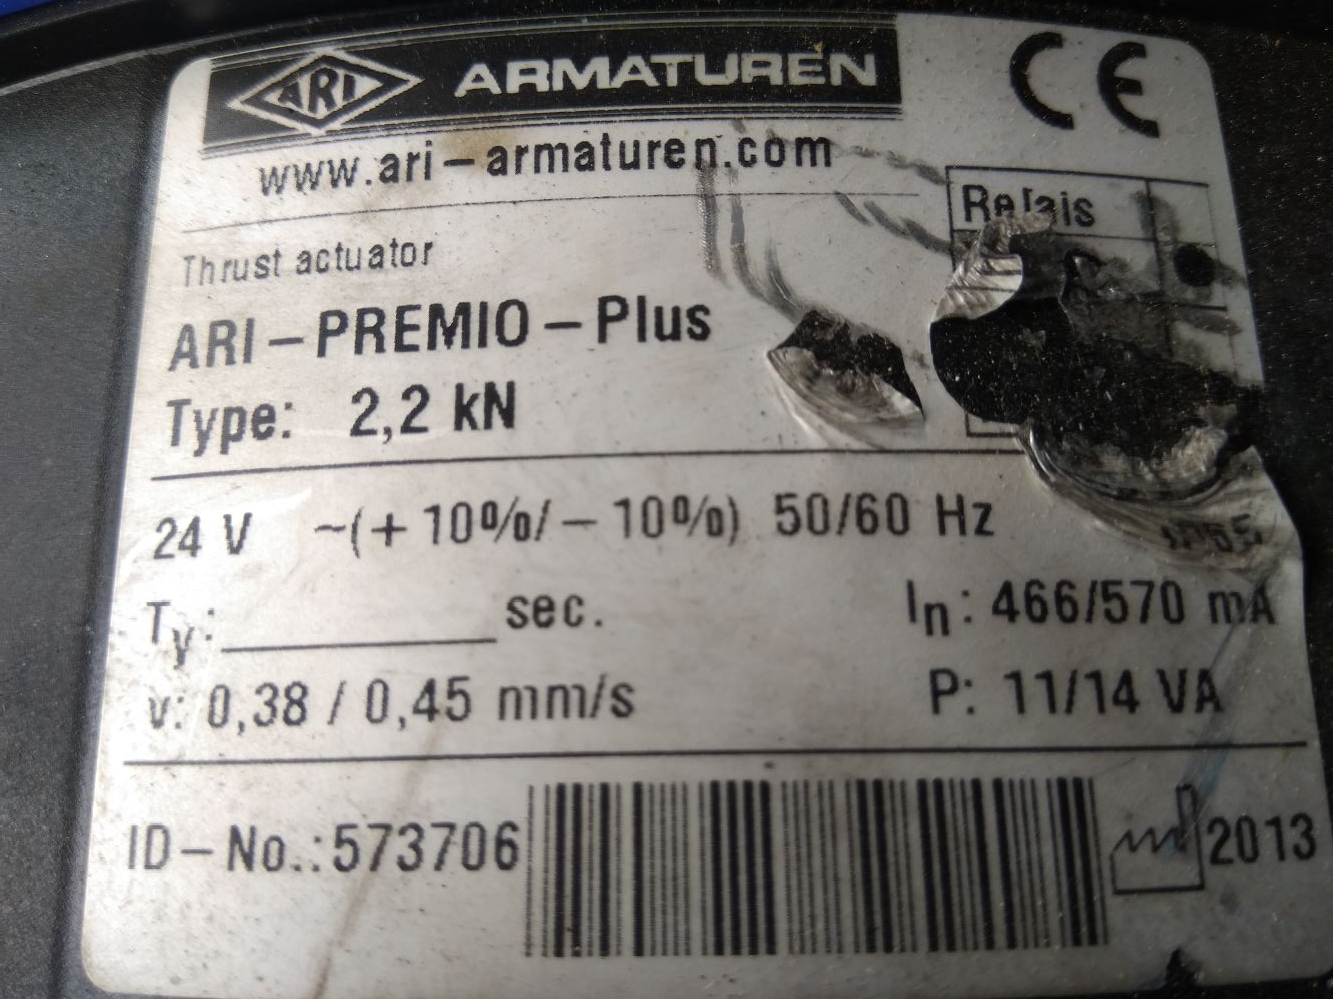 ARI ARMATUREN CE
www.ari-armaturen.com
Relais
Thrust actuator
ARI-PREMIO-Plus
Type: 2,2 kN
24 V ~(+10%/-10%) 50/60 Hz
Ty: sec. In: 466/570 mA
v: 0,38 / 0,45 mm/s P: 11/14 VA
ID-No.:573706 2013